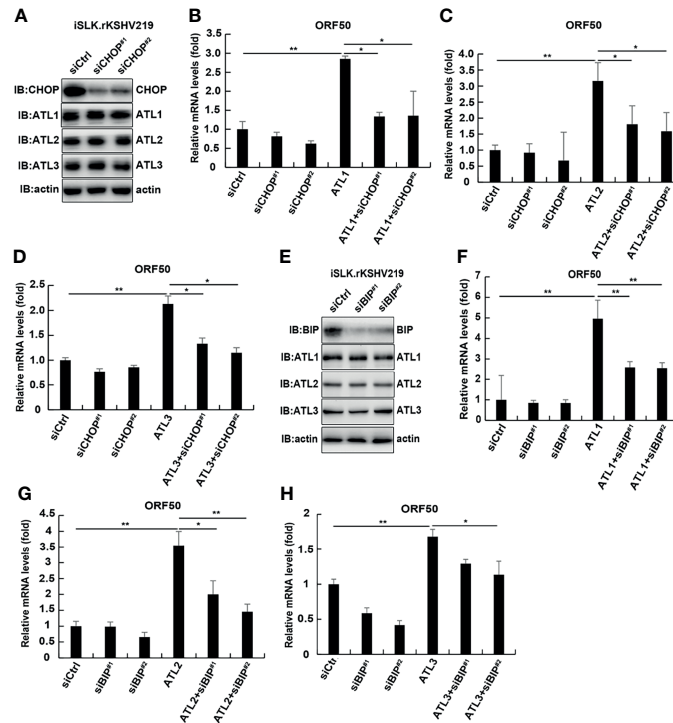 A
iSLK.rKSHV219
siCtrl
siCHOP#1
siCHOP#2
IB:CHOP
CHOP
IB:ATL1
ATL1
IB:ATL2
ATL2
IB:ATL3
ATL3
IB:actin
actin
B
ORF50
Relative mRNA levels (fold)
3.5
3.0
2.5
2.0
1.5
1.0
0.5
0
**
*
*
siCtrl
siCHOP#1
siCHOP#2
ATL1
ATL1+siCHOP#1
ATL1+siCHOP#2
C
ORF50
Relative mRNA levels (fold)
4.0
3.5
3.0
2.5
2.0
1.5
1.0
0.5
0
**
*
*
siCtrl
siCHOP#1
siCHOP#2
ATL2
ATL2+siCHOP#1
ATL2+siCHOP#2
D
ORF50
Relative mRNA levels (fold)
2.5
2.0
1.5
1.0
0.5
0
**
*
*
siCtrl
siCHOP#1
siCHOP#2
ATL3
ATL3+siCHOP#1
ATL3+siCHOP#2
E
iSLK.rKSHV219
siCtrl
siBIP#1
siBIP#2
IB:BIP
BIP
IB:ATL1
ATL1
IB:ATL2
ATL2
IB:ATL3
ATL3
IB:actin
actin
F
ORF50
Relative mRNA levels (fold)
7
6
5
4
3
2
1
0
**
**
**
siCtrl
siBIP#1
siBIP#2
ATL1
ATL1+siBIP#1
ATL1+siBIP#2
G
ORF50
Relative mRNA levels (fold)
4.5
4
3.5
3
2.5
2
1.5
1
0.5
0
**
*
**
siCtrl
siBIP#1
siBIP#2
ATL2
ATL2+siBIP#1
ATL2+siBIP#2
H
ORF50
Relative mRNA levels (fold)
2
1.5
1
0.5
0
**
*
siCtr
siBIP#1
siBIP#2
ATL3
ATL3+siBIP#1
ATL3+siBIP#2